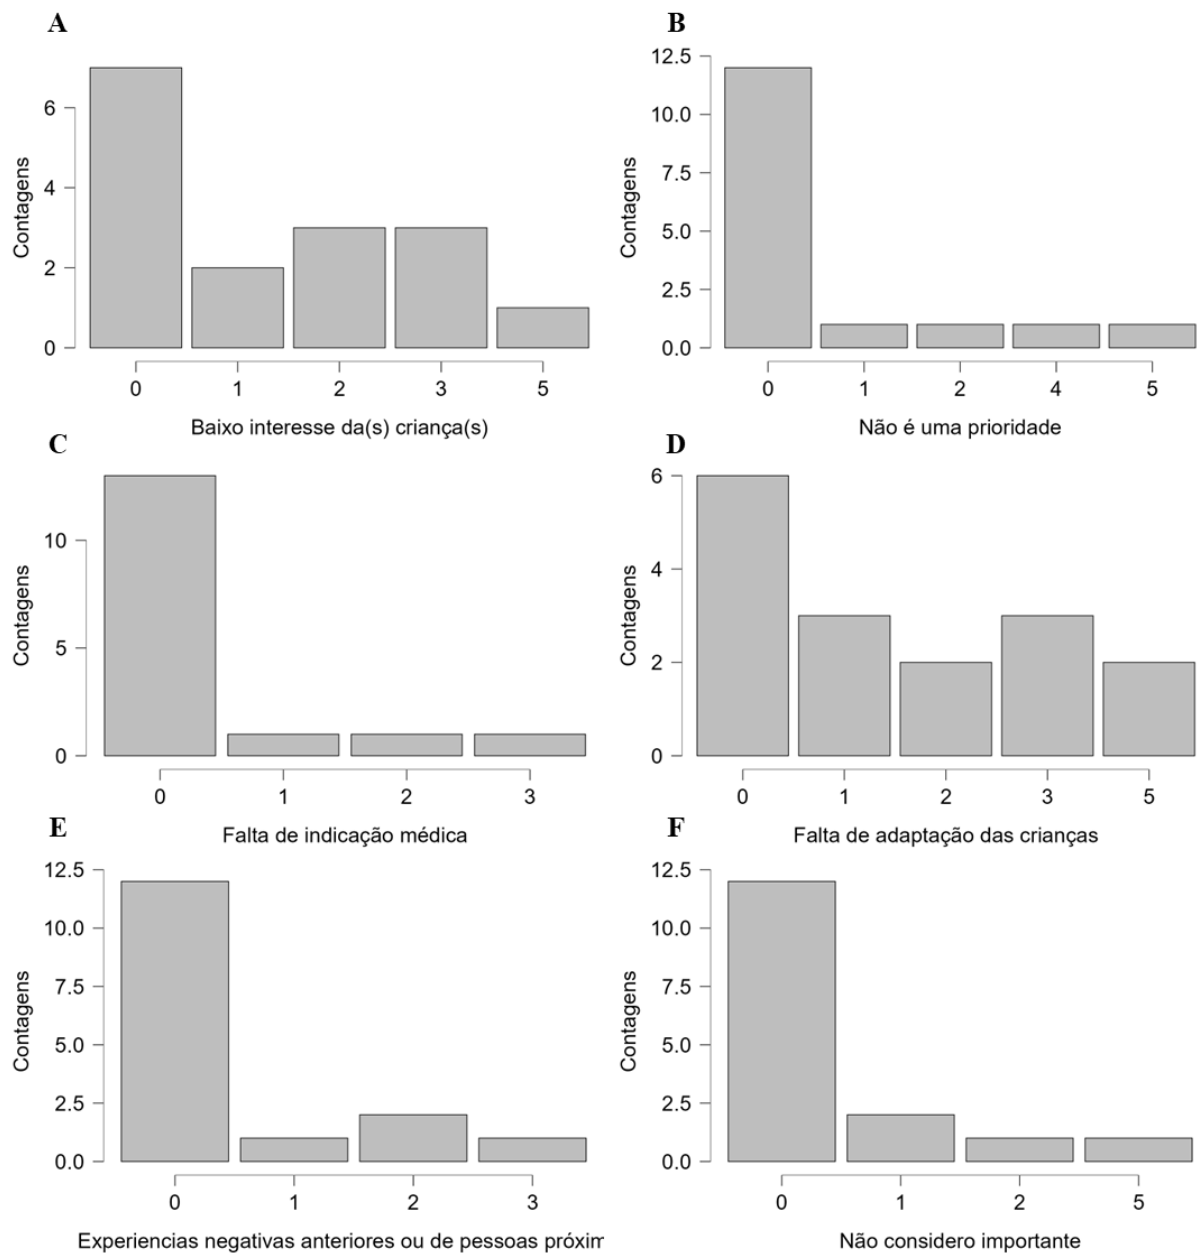 A
Contagens
6
4
2
0
0 1 2 3 5
Baixo interesse da(s) criança(s)
B
Contagens
12.5
10.0
7.5
5.0
2.5
0.0
0 1 2 4 5
Não é uma prioridade
C
Contagens
10
5
0
0 1 2 3
Falta de indicação médica
D
Contagens
6
4
2
0
0 1 2 3 5
Falta de adaptação das crianças
E
Contagens
12.5
10.0
7.5
5.0
2.5
0.0
0 1 2 3
Experiencias negativas anteriores ou de pessoas próxim
F
Contagens
12.5
10.0
7.5
5.0
2.5
0.0
0 1 2 5
Não considero importante